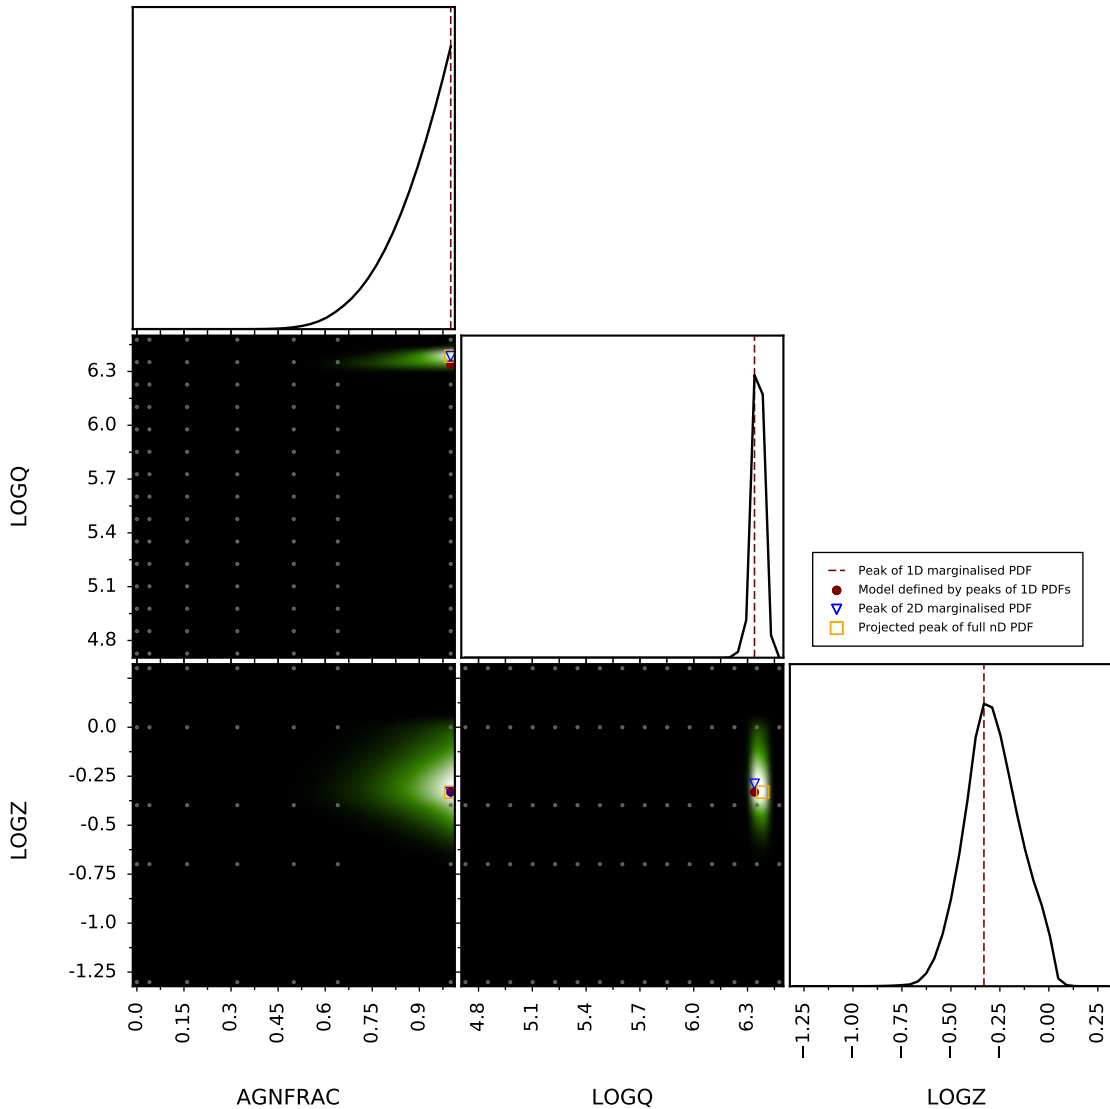 LOGQ
6.3
6.0
5.7
5.4
5.1
4.8
Peak of 1D marginalised PDF
Model defined by peaks of 1D PDFs
Peak of 2D marginalised PDF
Projected peak of full nD PDF
LOGZ
0.0
-0.25
-0.5
-0.75
-1.0
-1.25
0.0 0.15 0.3 0.45 0.6 0.75 0.9
4.8 5.1 5.4 5.7 6.0 6.3
−1.25 −1.00 −0.75 −0.50 −0.25 0.00 0.25
AGNFRAC LOGQ LOGZ